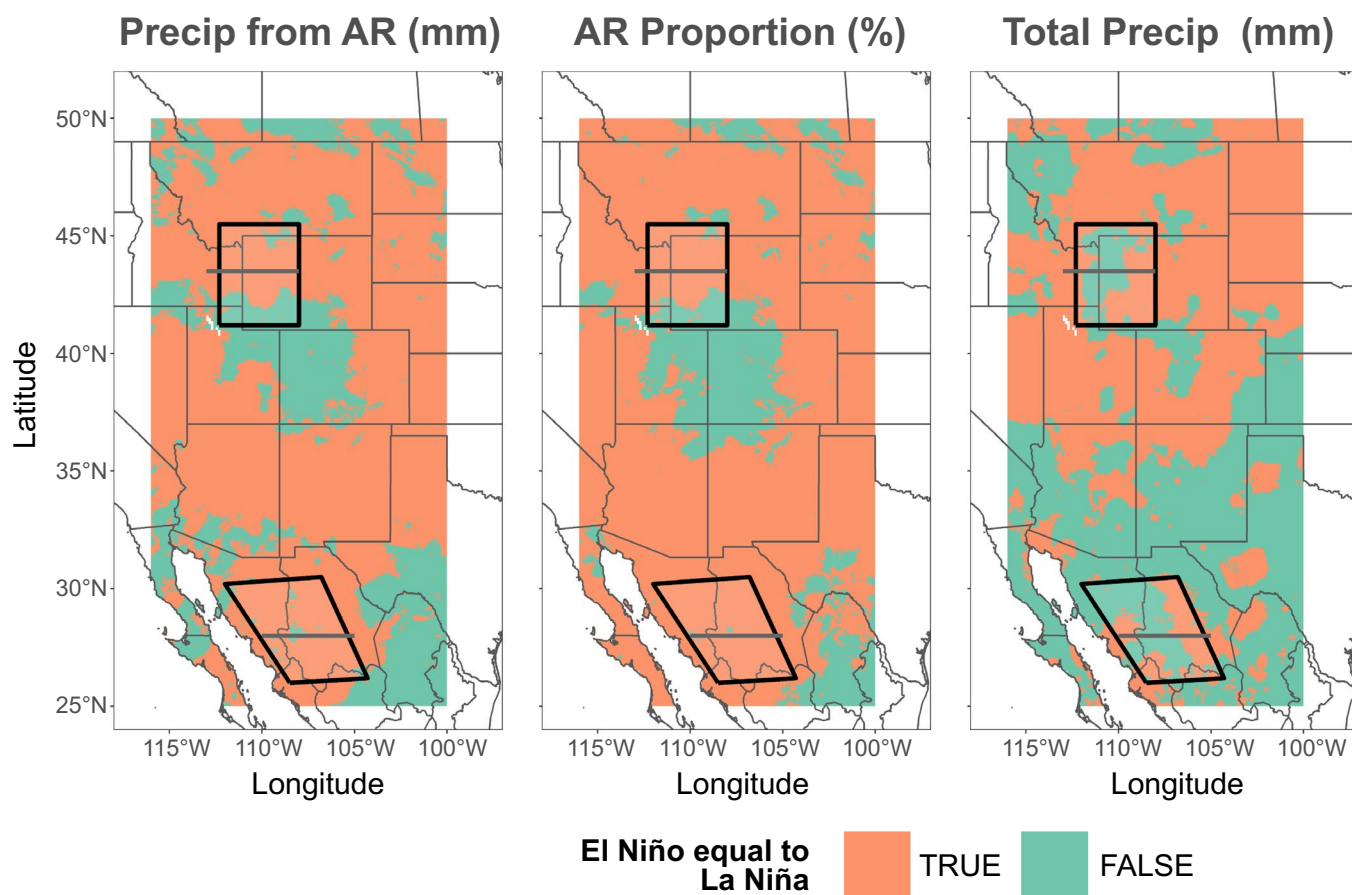 Precip from AR (mm)
AR Proportion (%)
Total Precip (mm)
Latitude
50°N
45°N
40°N
35°N
30°N
25°N
115°W 110°W 105°W 100°W
115°W 110°W 105°W 100°W
115°W 110°W 105°W 100°W
Longitude
Longitude
Longitude
El Niño equal to
La Niña
TRUE
FALSE